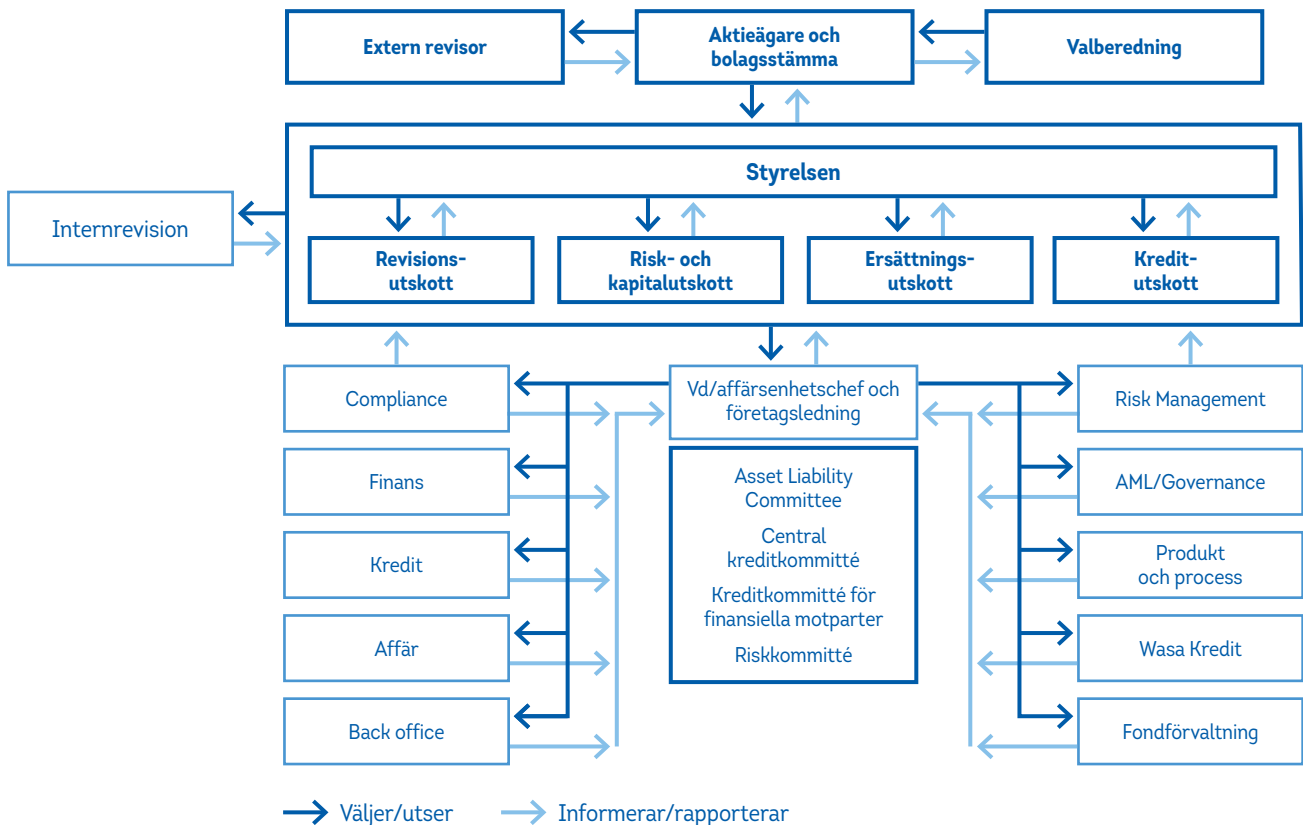 Extern revisor
Aktieägare och
bolagsstämma
Valberedning
Styrelsen
Internrevision
Revisions-
utskott
Risk- och
kapitalutskott
Ersättnings-
utskott
Kredit-
utskott
Compliance
Vd/affärsenhetschef och
företagsledning
Risk Management
Finans
Asset Liability
Committee
AML/Governance
Kredit
Central
kreditkommitté
Produkt
och process
Affär
Kreditkommitté för
finansiella motparter
Riskkommitté
Wasa Kredit
Back office
Fondförvaltning
Väljer/utser
Informerar/rapporterar